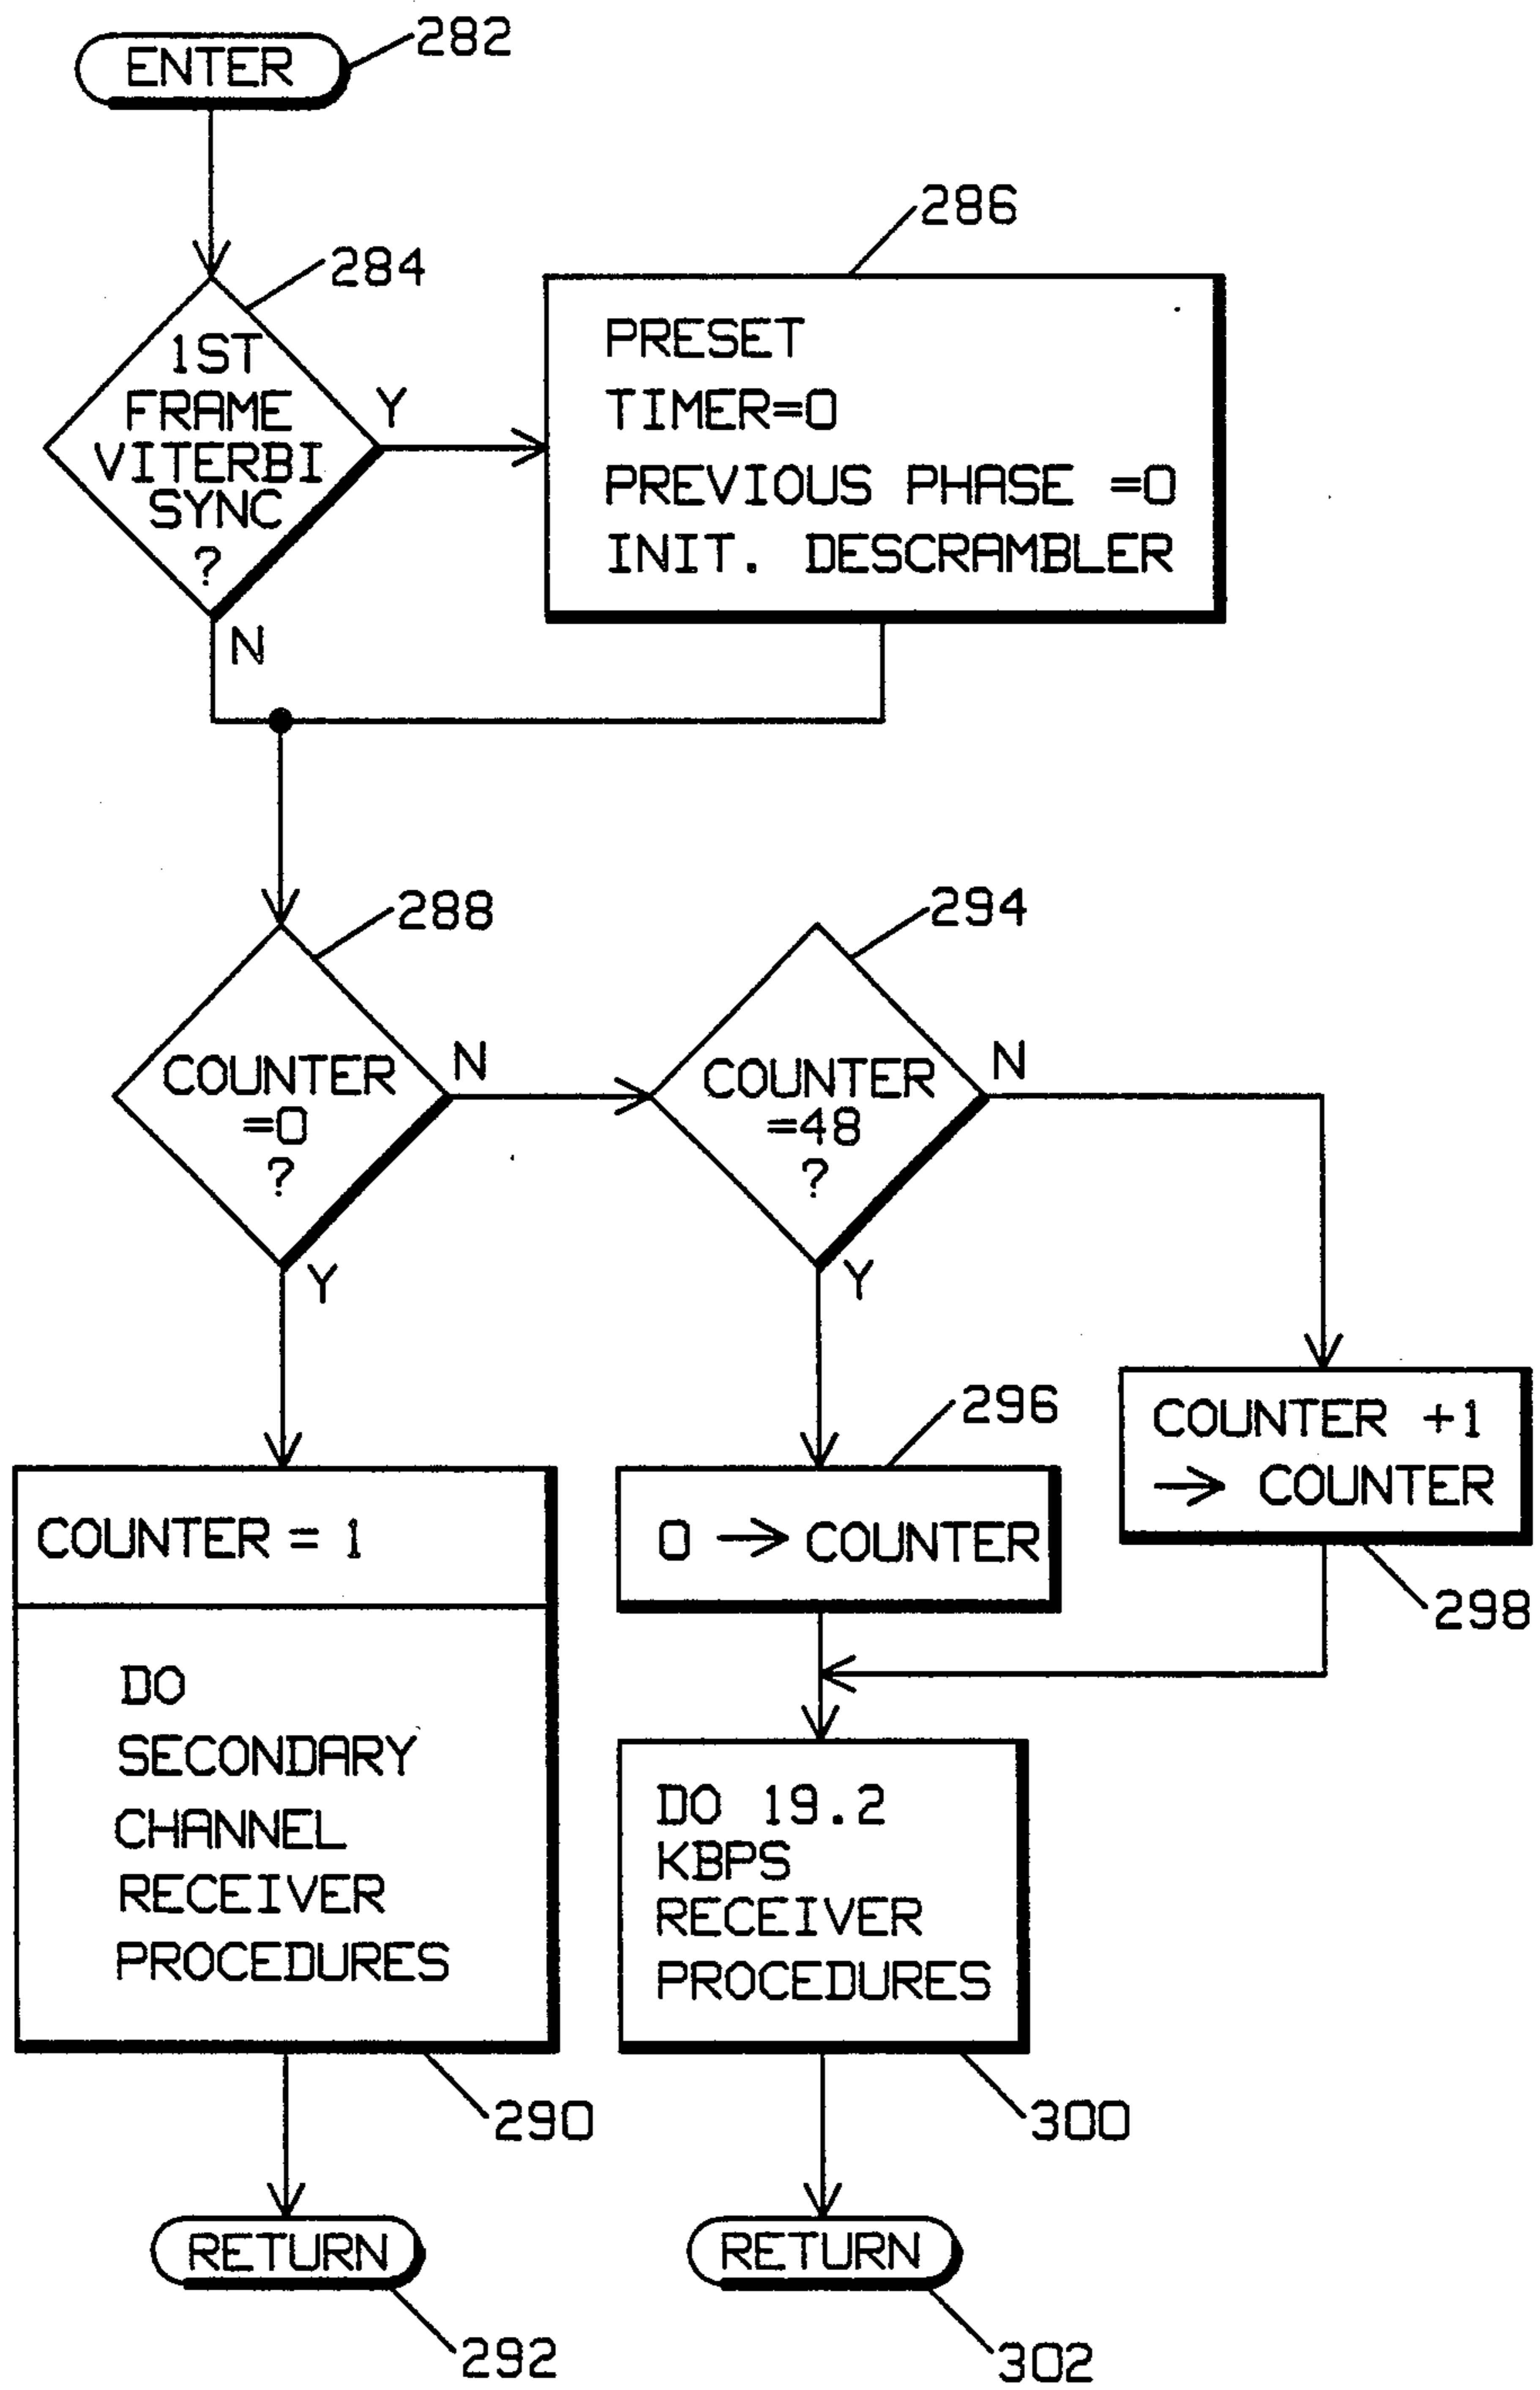 282
ENTER
284
1ST
FRAME
VITERBI
SYNC
?
Y
N
286
PRESET
TIMER=0
PREVIOUS PHASE =0
INIT. DESCRAMBLER
288
COUNTER
=0
?
N
Y
294
COUNTER
=48
?
N
Y
COUNTER = 1
DO
SECONDARY
CHANNEL
RECEIVER
PROCEDURES
290
RETURN
292
296
0 → COUNTER
COUNTER +1
→ COUNTER
298
DO 19.2
KBPS
RECEIVER
PROCEDURES
300
RETURN
302